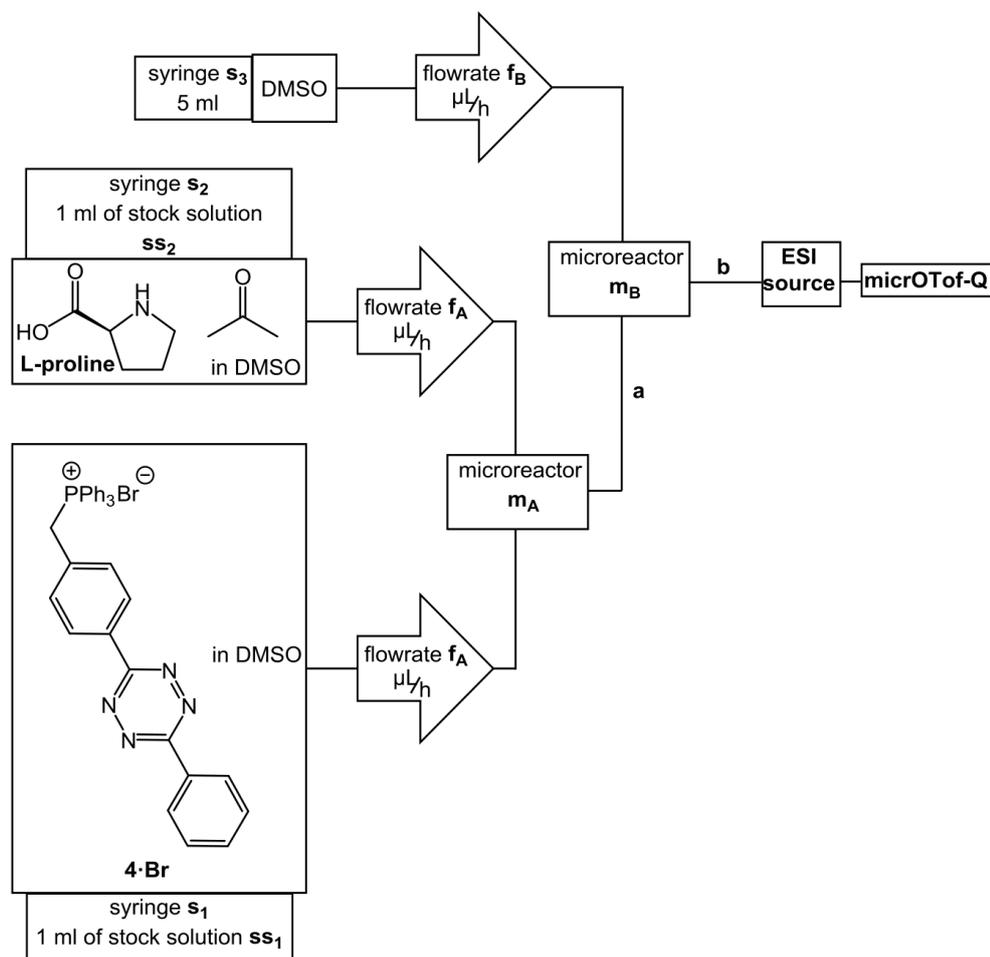 syringe s3
5 ml
DMSO
flowrate fB
µL/h
syringe s2
1 ml of stock solution
ss2
O
HO
H
N
L-proline
O
in DMSO
flowrate fA
µL/h
microreactor
mB
b
ESI
source
micrOTof-Q
a
microreactor
mA
⊕
PPh3Br ⊖
in DMSO
flowrate fA
µL/h
N
N
N
N
4·Br
syringe s1
1 ml of stock solution ss1